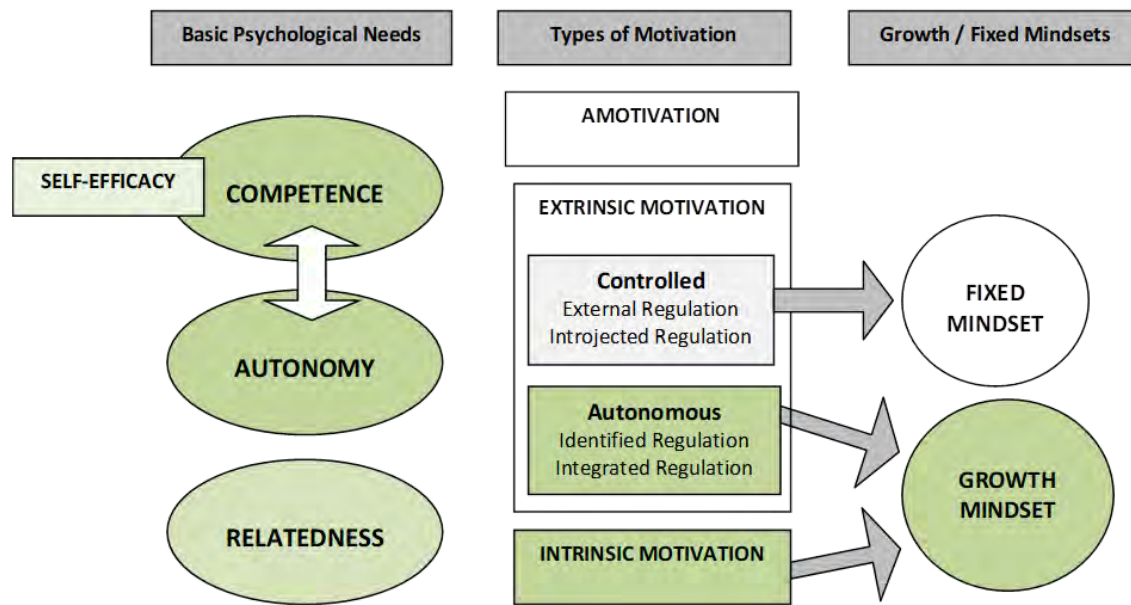 Basic Psychological Needs
Types of Motivation
Growth / Fixed Mindsets
AMOTIVATION
SELF-EFFICACY
COMPETENCE
EXTRINSIC MOTIVATION
Controlled
External Regulation
Introjected Regulation
FIXED
MINDSET
AUTONOMY
Autonomous
Identified Regulation
Integrated Regulation
GROWTH
MINDSET
RELATEDNESS
INTRINSIC MOTIVATION